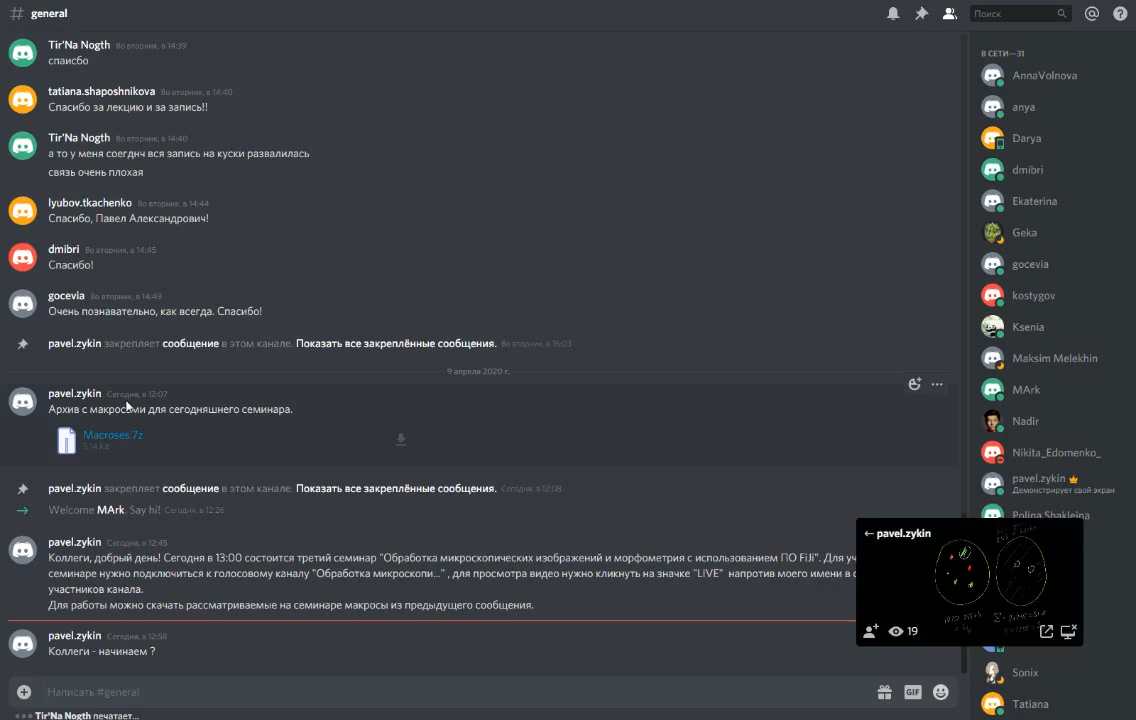 # general
Поиск
Tir'Na Nogth Во вторник, в 14:39
спаисбо
tatiana.shaposhnikova Во вторник, в 14:40
Спасибо за лекцию и за запись!!
Tir'Na Nogth Во вторник, в 14:40
а то у меня соегднч вся запись на куски развалилась
связь очень плохая
lyubov.tkachenko Во вторник, в 14:44
Спасибо, Павел Александрович!
dmibri Во вторник, в 14:45
Спасибо!
gocevia Во вторник, в 14:49
Очень познавательно, как всегда. Спасибо!
pavel.zykin закрепляет сообщение в этом канале. Показать все закреплённые сообщения. Во вторник, в 15:03
9 апреля 2020 г.
pavel.zykin Сегодня, в 12:07
Архив с макросами для сегодняшнего семинара.
Macroses.7z
5.14 Кб
pavel.zykin закрепляет сообщение в этом канале. Показать все закреплённые сообщения. Сегодня, в 12:08
Welcome MArk. Say hi! Сегодня, в 12:26
pavel.zykin Сегодня, в 12:45
Коллеги, добрый день! Сегодня в 13:00 состоится третий семинар "Обработка микроскопических изображений и морфометрия с использованием ПО FiJi". Для уч
семинаре нужно подключиться к голосовому каналу "Обработка микроскопи..." , для просмотра видео нужно кликнуть на значке "LIVE" напротив моего имени в с
участников канала.
Для работы можно скачать рассматриваемые на семинаре макросы из предыдущего сообщения.
pavel.zykin Сегодня, в 12:58
Коллеги - начинаем ?
Написать #general
GIF
Tir'Na Nogth печатает...
В СЕТИ—31
AnnaVolnova
anya
Darya
dmibri
Ekaterina
Geka
gocevia
kostygov
Ksenia
Maksim Melekhin
MArk
Nadir
Nikita_Edomenko_
pavel.zykin
Демонстрирует свой экран
Polina Shakleina
pavel.zykin
19
Sonix
Tatiana